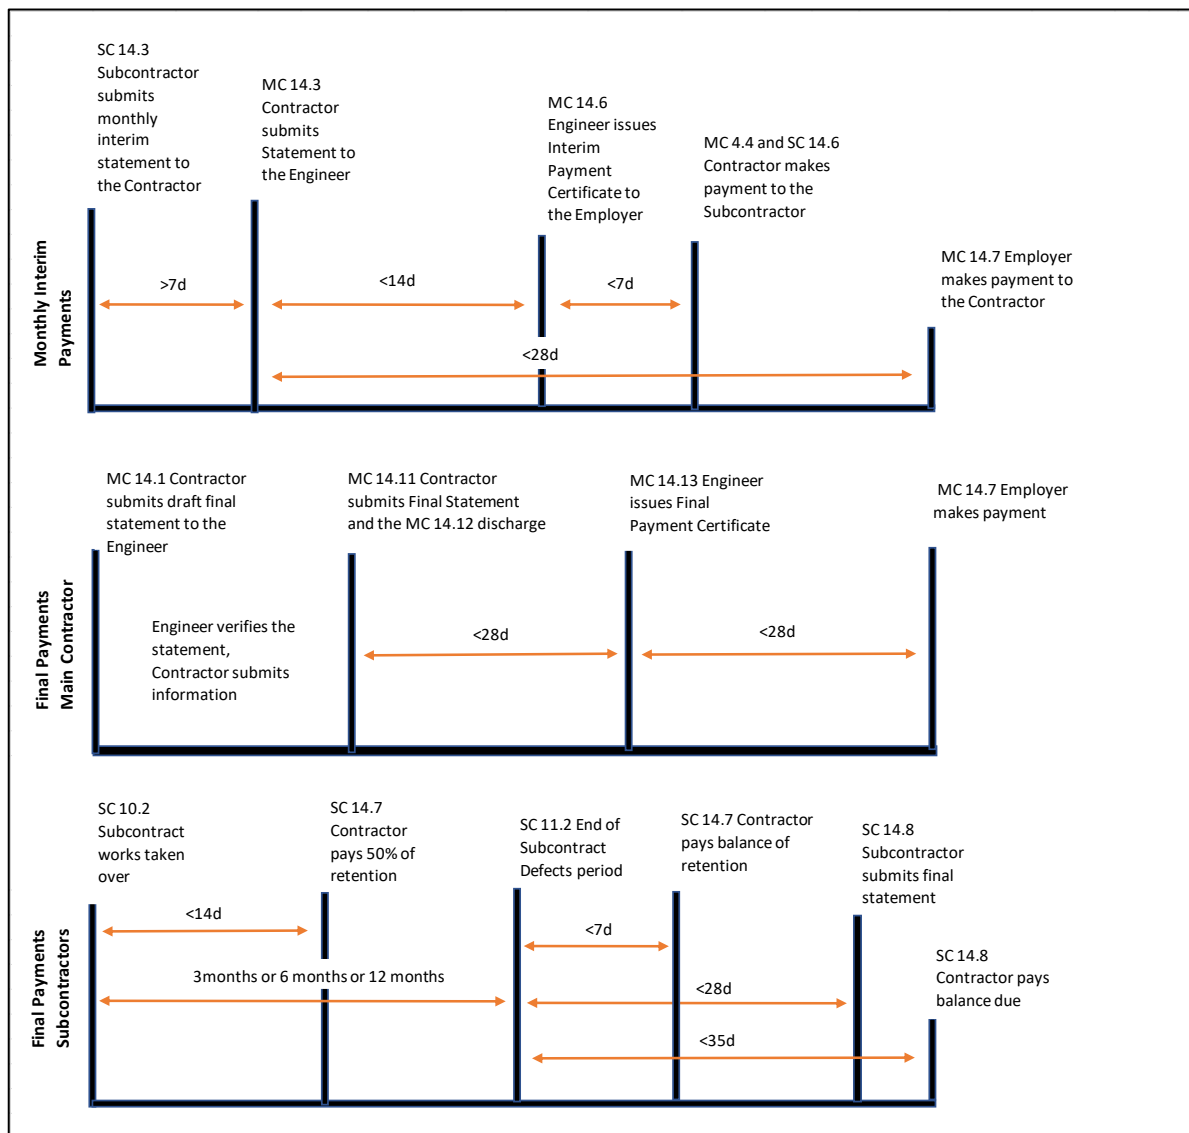 SC 14.3
Subcontractor
submits
monthly
interim
statement to
the Contractor
MC 14.3
Contractor
submits
Statement to
the Engineer
MC 14.6
Engineer issues
Interim
Payment
Certificate to
the Employer
MC 4.4 and SC 14.6
Contractor makes
payment to the
Subcontractor
MC 14.7 Employer
makes payment to
the Contractor
Monthly Interim
Payments
>7d
<14d
<7d
<28d
MC 14.1 Contractor
submits draft final
statement to the
Engineer
MC 14.11 Contractor
submits Final Statement
and the MC 14.12 discharge
MC 14.13 Engineer
issues Final
Payment Certificate
MC 14.7 Employer
makes payment
Final Payments
Main Contractor
Engineer verifies the
statement,
Contractor submits
information
<28d
<28d
SC 10.2
Subcontract
works taken
over
SC 14.7
Contractor
pays 50% of
retention
SC 11.2 End of
Subcontract
Defects period
SC 14.7 Contractor
pays balance of
retention
SC 14.8
Subcontractor
submits final
statement
SC 14.8
Contractor pays
balance due
Final Payments
Subcontractors
<14d
<7d
3months or 6 months or 12 months
<28d
<35d